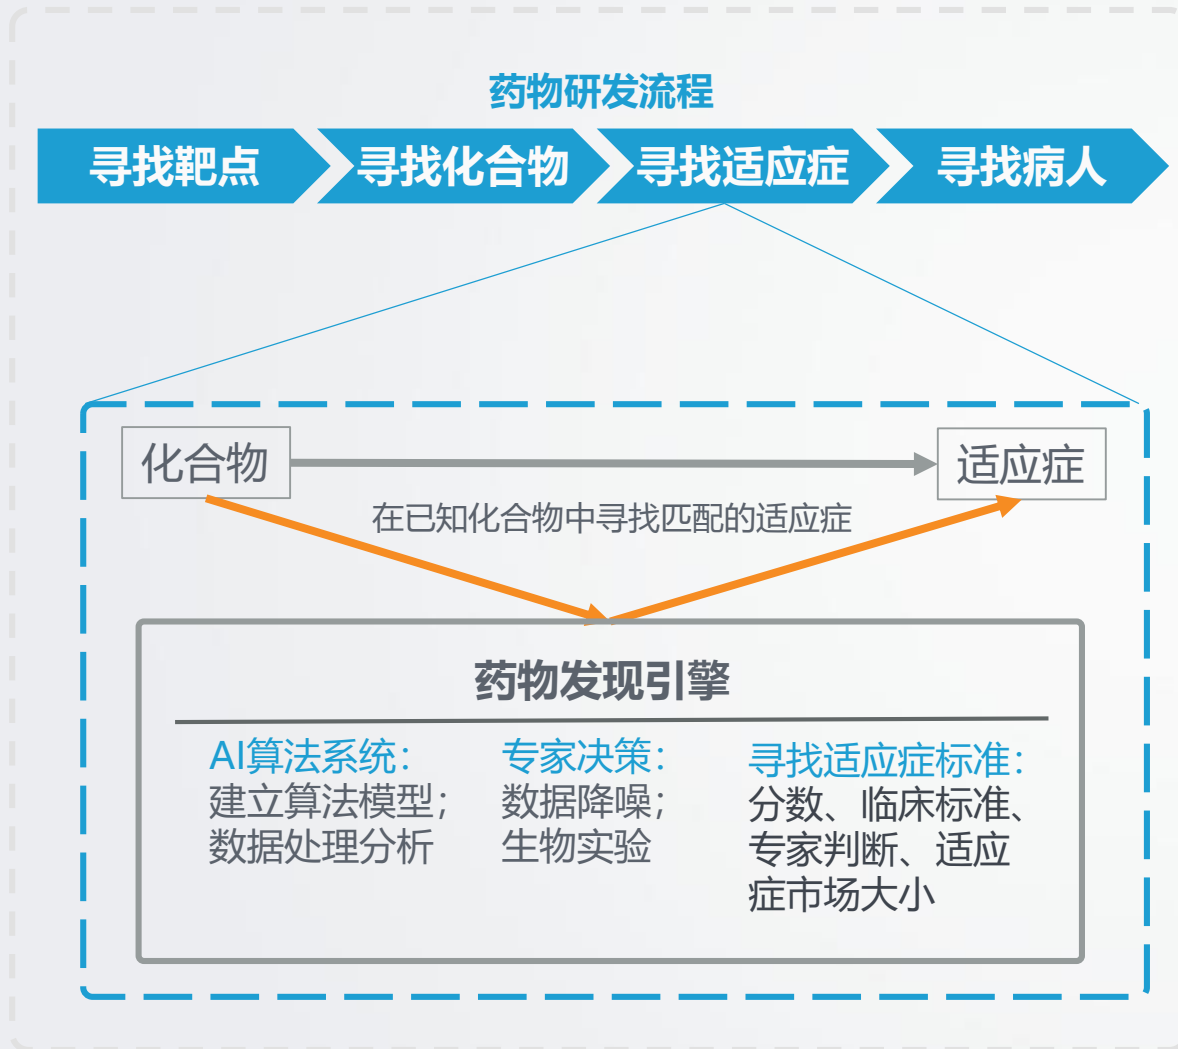 药物研发流程
寻找靶点 寻找化合物 寻找适应症 寻找病人
化合物 适应症
在已知化合物中寻找匹配的适应症
药物发现引擎
AI算法系统：
建立算法模型；
数据处理分析
专家决策：
数据降噪；
生物实验
寻找适应症标准：
分数、临床标准、
专家判断、适应
症市场大小